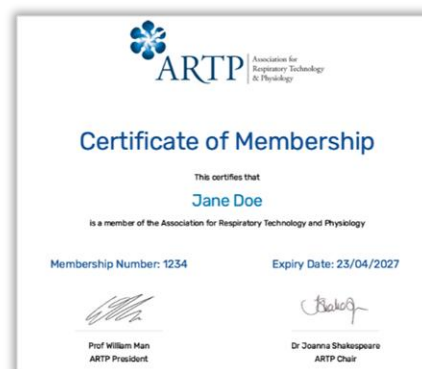 ARTP
Association for
Respiratory Technology
& Physiology
Certificate of Membership
This certifies that
Jane Doe
is a member of the Association for Respiratory Technology and Physiology
Membership Number: 1234 Expiry Date: 23/04/2027
Prof William Man Dr Joanna Shakespeare
ARTP President ARTP Chair